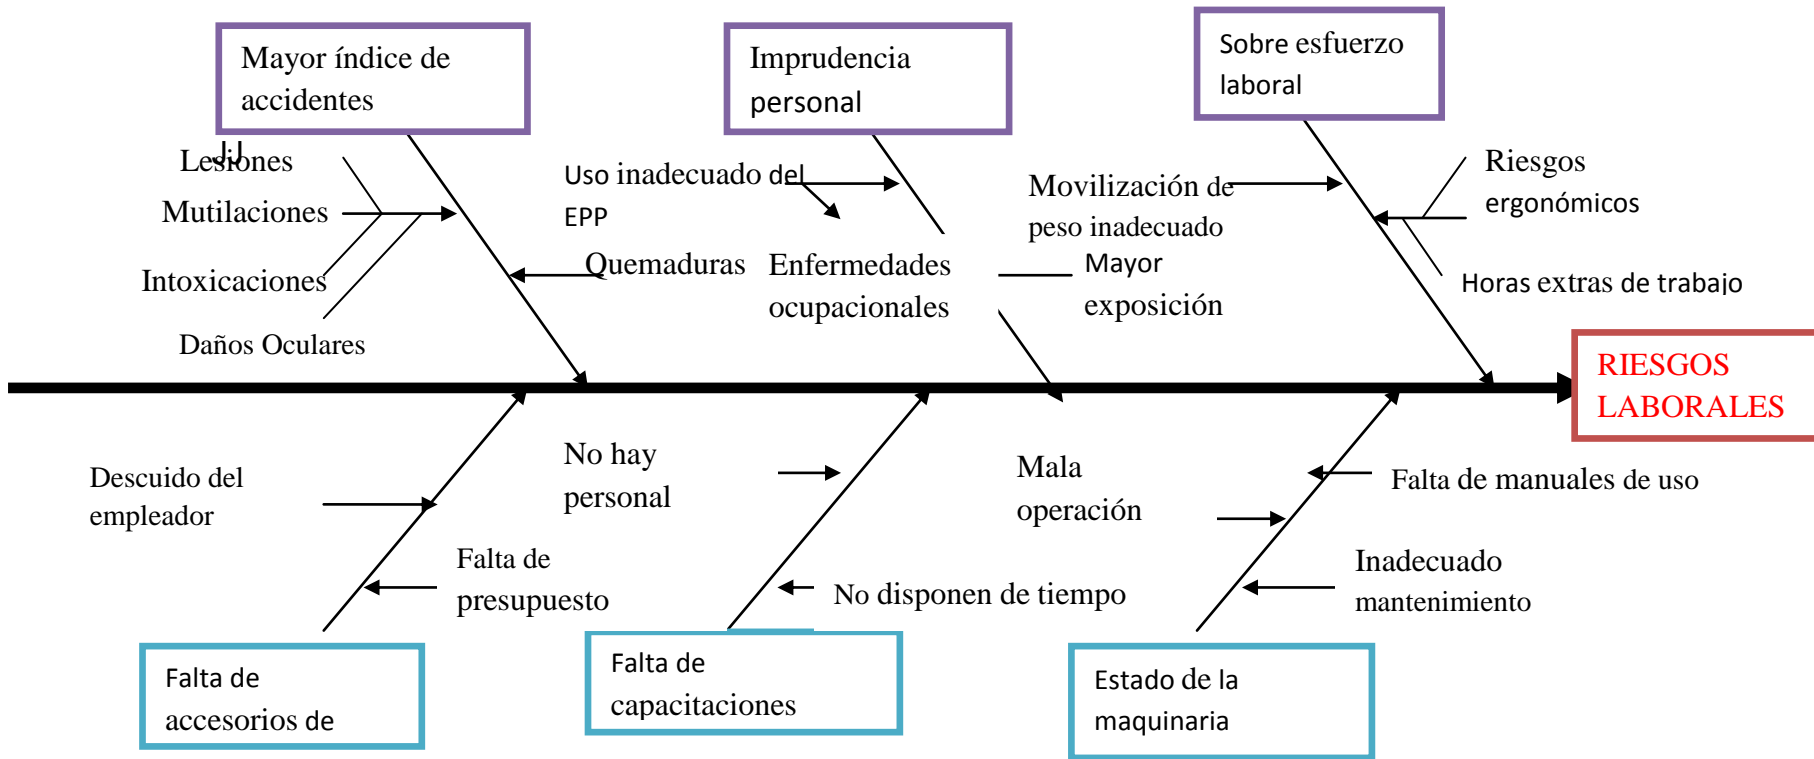 Mayor índice de
accidentes
Imprudencia
personal
Sobre esfuerzo
laboral
JJ
Lesiones
Mutilaciones
Intoxicaciones
Daños Oculares
Uso inadecuado del
EPP
Quemaduras
Enfermedades
ocupacionales
Movilización de
peso inadecuado
Mayor
exposición
Riesgos
ergonómicos
Horas extras de trabajo
RIESGOS
LABORALES
Descuido del
empleador
Falta de
presupuesto
No hay
personal
No disponen de tiempo
Mala
operación
Falta de manuales de uso
Inadecuado
mantenimiento
Falta de
accesorios de
Falta de
capacitaciones
Estado de la
maquinaria